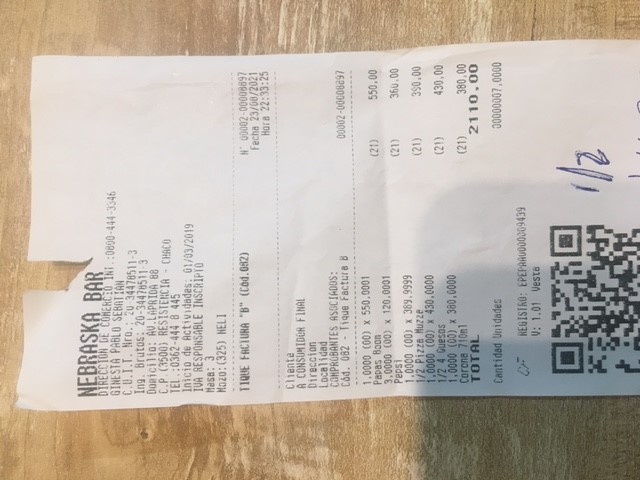 NEBRASKA BAR
DIRECCION DE COMERCIO INT.:0800-444-3346
GINESTA PABLO SEBATIAN
C.U.I.T. Nro.: 20-34478511-3
Ing. Brutos: 20-34478511-3
Domicilio: AV.LAPRIDA 88
C.P.(3500) RESISTENCIA - CHACO
TEL.:0362-444 8 445
Inicio de Actividades: 01/03/2019
IVA RESPONSABLE INSCRIPTO
Mesa: 3
Mozo:(325) NELI
TIQUE FACTURA "B" (Cód.082) N° 00002-00008897
Fecha 23/08/2021
Hora 22:33:25
Cliente
A CONSUMIDOR FINAL
Direccion
Localidad
COMPROBANTES ASOCIADOS:
Cód. 082 - Tique Factura B 00002-00008897
1,0000 (00) x 550.0001
Papas Boom (21) 550,00
3,0000 (00) x 120.0001
Pepsi (21) 360,00
1,0000 (00) x 389,9999
1/2 Pizza Muzze (21) 390,00
1,0000 (00) x 430,0000
1/2 4 Quesos (21) 430,00
1,0000 (00) x 380,0000
Corona 710ml (21) 380,00
TOTAL 2110.00
Cantidad Unidades 00000007,0000
CF REGISTRO: EPEPAA0000009439
V: 1.01 Vesta
1/2